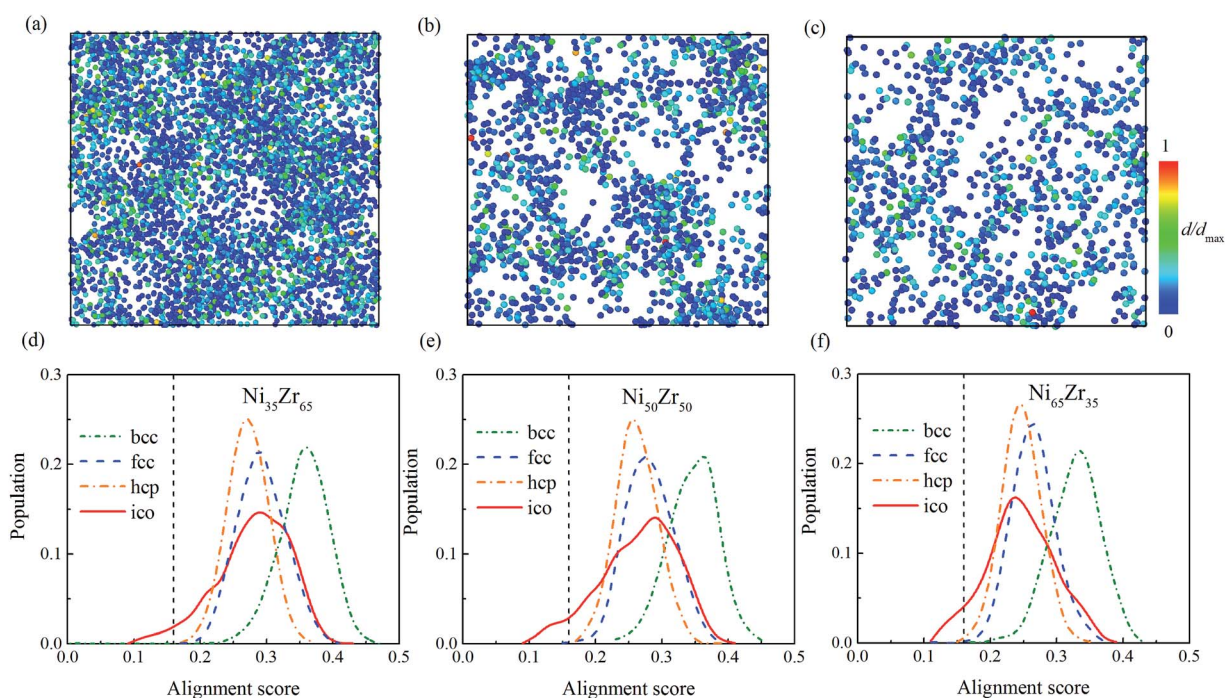 (a)
(b)
(c)
1
d/dmax
0
(d)
(e)
(f)
0.3
0.2
0.1
0.0
Population
Ni35Zr65
bcc
fcc
hcp
ico
0.0 0.1 0.2 0.3 0.4 0.5
Alignment score
0.3
0.2
0.1
0.0
Population
Ni50Zr50
bcc
fcc
hcp
ico
0.0 0.1 0.2 0.3 0.4 0.5
Alignment score
0.3
0.2
0.1
0.0
Population
Ni65Zr35
bcc
fcc
hcp
ico
0.0 0.1 0.2 0.3 0.4 0.5
Alignment score